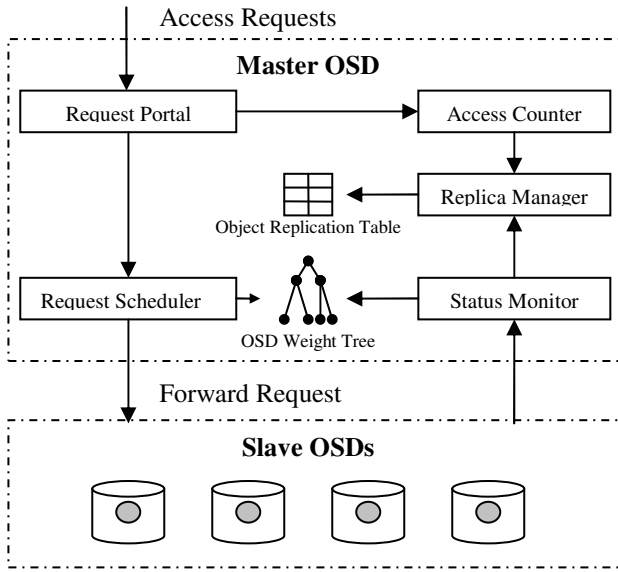 Access Requests
Master OSD
Request Portal
Access Counter
Replica Manager
Object Replication Table
Request Scheduler
Status Monitor
OSD Weight Tree
Forward Request
Slave OSDs